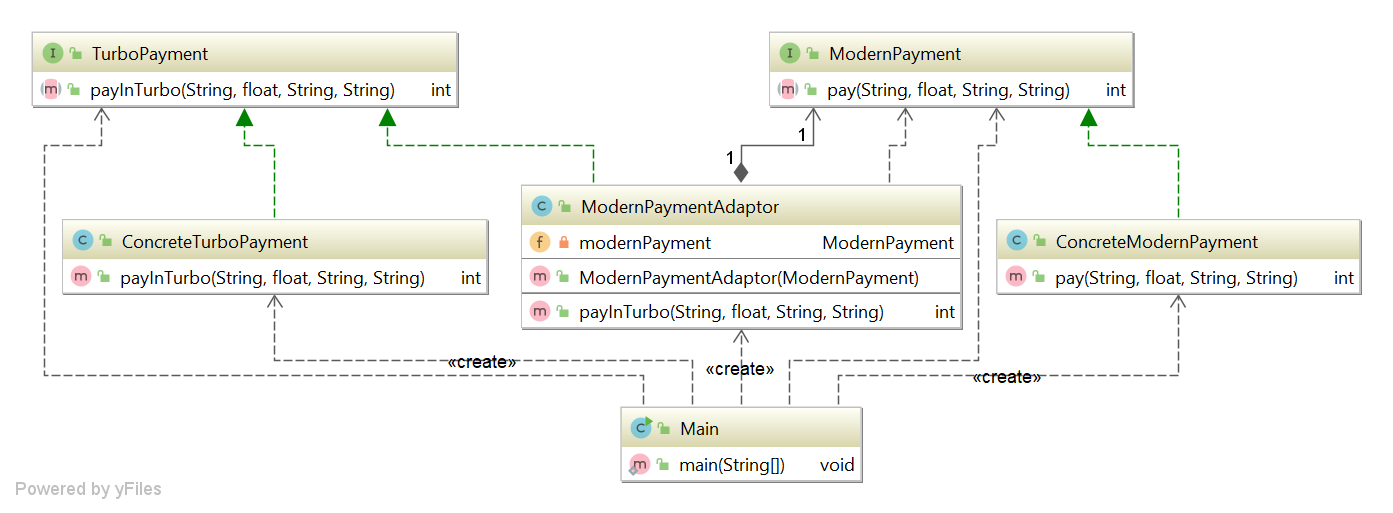 I TurboPayment
m payInTurbo(String, float, String, String) int
I ModernPayment
m pay(String, float, String, String) int
1
1
C ModernPaymentAdaptor
f modernPayment ModernPayment
m ModernPaymentAdaptor(ModernPayment)
m payInTurbo(String, float, String, String) int
C ConcreteTurboPayment
m payInTurbo(String, float, String, String) int
C ConcreteModernPayment
m pay(String, float, String, String) int
«create»
«create»
«create»
C Main
m main(String[]) void
Powered by yFiles